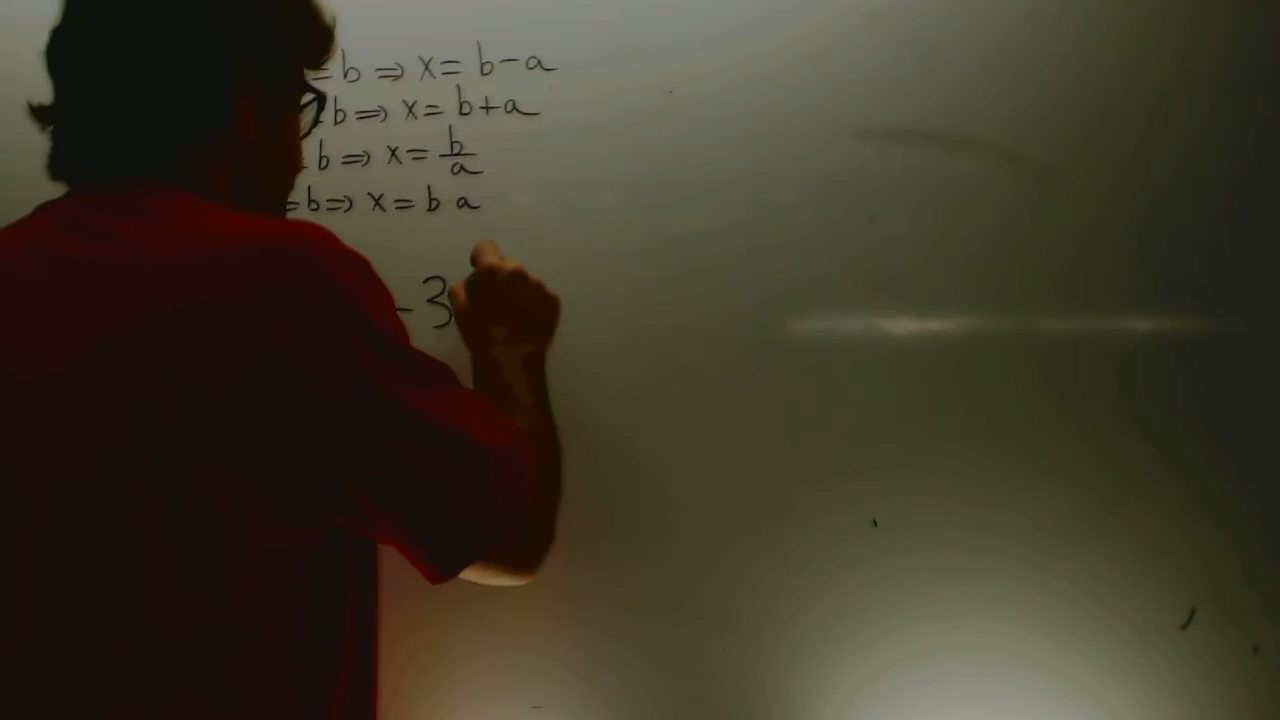 =b ⇒ x= b-a
b ⇒ x= b+a
= b ⇒ x= b/a
=b⇒ x= b a
- 3